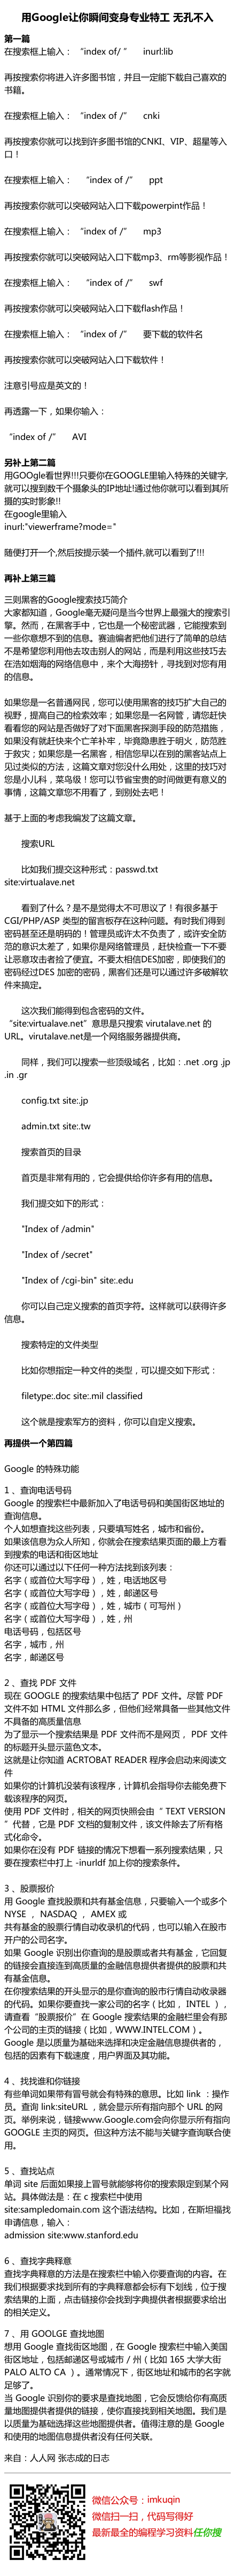 用Google让你瞬间变身专业特工 无孔不入
第一篇
在搜索框上输入： “index of/ ” inurl:lib
再按搜索你将进入许多图书馆，并且一定能下载自己喜欢的
书籍。
在搜索框上输入： “index of /” cnki
再按搜索你就可以找到许多图书馆的CNKI、VIP、超星等入
口！
在搜索框上输入： “index of /” ppt
再按搜索你就可以突破网站入口下载powerpint作品！
在搜索框上输入： “index of /” mp3
再按搜索你就可以突破网站入口下载mp3、rm等影视作品！
在搜索框上输入： “index of /” swf
再按搜索你就可以突破网站入口下载flash作品！
在搜索框上输入： “index of /” 要下载的软件名
再按搜索你就可以突破网站入口下载软件！
注意引号应是英文的！
再透露一下，如果你输入：
“index of /” AVI
另补上第二篇
用GOOgle看世界!!!只要你在GOOGLE里输入特殊的关键字,
就可以搜到数千个摄象头的IP地址!通过他你就可以看到其所
摄的实时影象!!
在google里输入
inurl:"viewerframe?mode="
随便打开一个,然后按提示装一个插件,就可以看到了!!!
再补上第三篇
三则黑客的Google搜索技巧简介
大家都知道，Google毫无疑问是当今世界上最强大的搜索引
擎。然而，在黑客手中，它也是一个秘密武器，它能搜索到
一些你意想不到的信息。赛迪编者把他们进行了简单的总结
不是希望您利用他去攻击别人的网站，而是利用这些技巧去
在浩如烟海的网络信息中，来个大海捞针，寻找到对您有用
的信息。
如果您是一名普通网民，您可以使用黑客的技巧扩大自己的
视野，提高自己的检索效率；如果您是一名网管，请您赶快
看看您的网站是否做好了对下面黑客探测手段的防范措施，
如果没有就赶快来个亡羊补牢，毕竟隐患胜于明火，防范胜
于救灾；如果您是一名黑客，相信您早以在别的黑客站点上
见过类似的方法，这篇文章对您没什么用处，这里的技巧对
您是小儿科，菜鸟级！您可以节省宝贵的时间做更有意义的
事情，这篇文章您不用看了，到别处去吧！
基于上面的考虑我编发了这篇文章。
搜索URL
比如我们提交这种形式：passwd.txt
site:virtualave.net
看到了什么？是不是觉得太不可思议了！有很多基于
CGI/PHP/ASP 类型的留言板存在这种问题。有时我们得到
密码甚至还是明码的！管理员或许太不负责了，或许安全防
范的意识太差了，如果你是网络管理员，赶快检查一下不要
让恶意攻击者捡了便宜。不要太相信DES加密，即使我们的
密码经过DES 加密的密码，黑客们还是可以通过许多破解软
件来搞定。
这次我们能得到包含密码的文件。
“site:virtualave.net”意思是只搜索 virutalave.net 的
URL。virutalave.net是一个网络服务器提供商。
同样，我们可以搜索一些顶级域名，比如：.net .org .jp
.in .gr
config.txt site:.jp
admin.txt site:.tw
搜索首页的目录
首页是非常有用的，它会提供给你许多有用的信息。
我们提交如下的形式：
"Index of /admin"
"Index of /secret"
"Index of /cgi-bin" site:.edu
你可以自己定义搜索的首页字符。这样就可以获得许多
信息。
搜索特定的文件类型
比如你想指定一种文件的类型，可以提交如下形式：
filetype:.doc site:.mil classified
这个就是搜索军方的资料，你可以自定义搜索。
再提供一个第四篇
Google 的特殊功能
1 、查询电话号码
Google 的搜索栏中最新加入了电话号码和美国街区地址的
查询信息。
个人如想查找这些列表，只要填写姓名，城市和省份。
如果该信息为众人所知，你就会在搜索结果页面的最上方看
到搜索的电话和街区地址
你还可以通过以下任何一种方法找到该列表：
名字（或首位大写字母），姓，电话地区号
名字（或首位大写字母），姓，邮递区号
名字（或首位大写字母），姓，城市（可写州）
名字（或首位大写字母），姓，州
电话号码，包括区号
名字，城市，州
名字，邮递区号
2 、查找 PDF 文件
现在 GOOGLE 的搜索结果中包括了 PDF 文件。尽管 PDF
文件不如 HTML 文件那么多，但他们经常具备一些其他文件
不具备的高质量信息
为了显示一个搜索结果是 PDF 文件而不是网页， PDF 文件
的标题开头显示蓝色文本。
这就是让你知道 ACRTOBAT READER 程序会启动来阅读文
件
如果你的计算机没装有该程序，计算机会指导你去能免费下
载该程序的网页。
使用 PDF 文件时，相关的网页快照会由 “ TEXT VERSION
” 代替，它是 PDF 文档的复制文件，该文件除去了所有格
式化命令。
如果你在没有 PDF 链接的情况下想看一系列搜索结果，只
要在搜索栏中打上 -inurldf 加上你的搜索条件。
3 、股票报价
用 Google 查找股票和共有基金信息，只要输入一个或多个
NYSE ， NASDAQ ， AMEX 或
共有基金的股票行情自动收录机的代码，也可以输入在股市
开户的公司名字。
如果 Google 识别出你查询的是股票或者共有基金，它回复
的链接会直接连到高质量的金融信息提供者提供的股票和共
有基金信息。
在你搜索结果的开头显示的是你查询的股市行情自动收录器
的代码。如果你要查找一家公司的名字（比如， INTEL ），
请查看“股票报价”在 Google 搜索结果的金融栏里会有那
个公司的主页的链接（比如，WWW.INTEL.COM）。
Google 是以质量为基础来选择和决定金融信息提供者的，
包括的因素有下载速度，用户界面及其功能。
4 、找找谁和你链接
有些单词如果带有冒号就会有特殊的意思。比如 link ：操作
员。查询 link:siteURL ，就会显示所有指向那个 URL 的网
页。举例来说，链接www.Google.com会向你显示所有指向
GOOGLE 主页的网页。但这种方法不能与关键字查询联合使
用。
5 、查找站点
单词 site 后面如果接上冒号就能够将你的搜索限定到某个网
站。具体做法是：在 c 搜索栏中使用
site:sampledomain.com 这个语法结构。比如，在斯坦福找
申请信息，输入：
admission site:www.stanford.edu
6 、查找字典释意
查找字典释意的方法是在搜索栏中输入你要查询的内容。在
我们根据要求找到所有的字典释意都会标有下划线，位于搜
索结果的上面，点击链接你会找到字典提供者根据要求给出
的相关定义。
7 、用 GOOLGE 查找地图
想用 Google 查找街区地图，在 Google 搜索栏中输入美国
街区地址，包括邮递区号或城市 / 州（比如 165 大学大街
PALO ALTO CA ）。通常情况下，街区地址和城市的名字就
足够了。
当 Google 识别你的要求是查找地图，它会反馈给你有高质
量地图提供者提供的链接，使你直接找到相关地图。我们是
以质量为基础选择这些地图提供者。值得注意的是 Google
和使用的地图信息提供者没有任何关联。
来自：人人网 张志成的日志
微信公众号：imkuqin
微信扫一扫，代码写得好
最新最全的编程学习资料任你搜